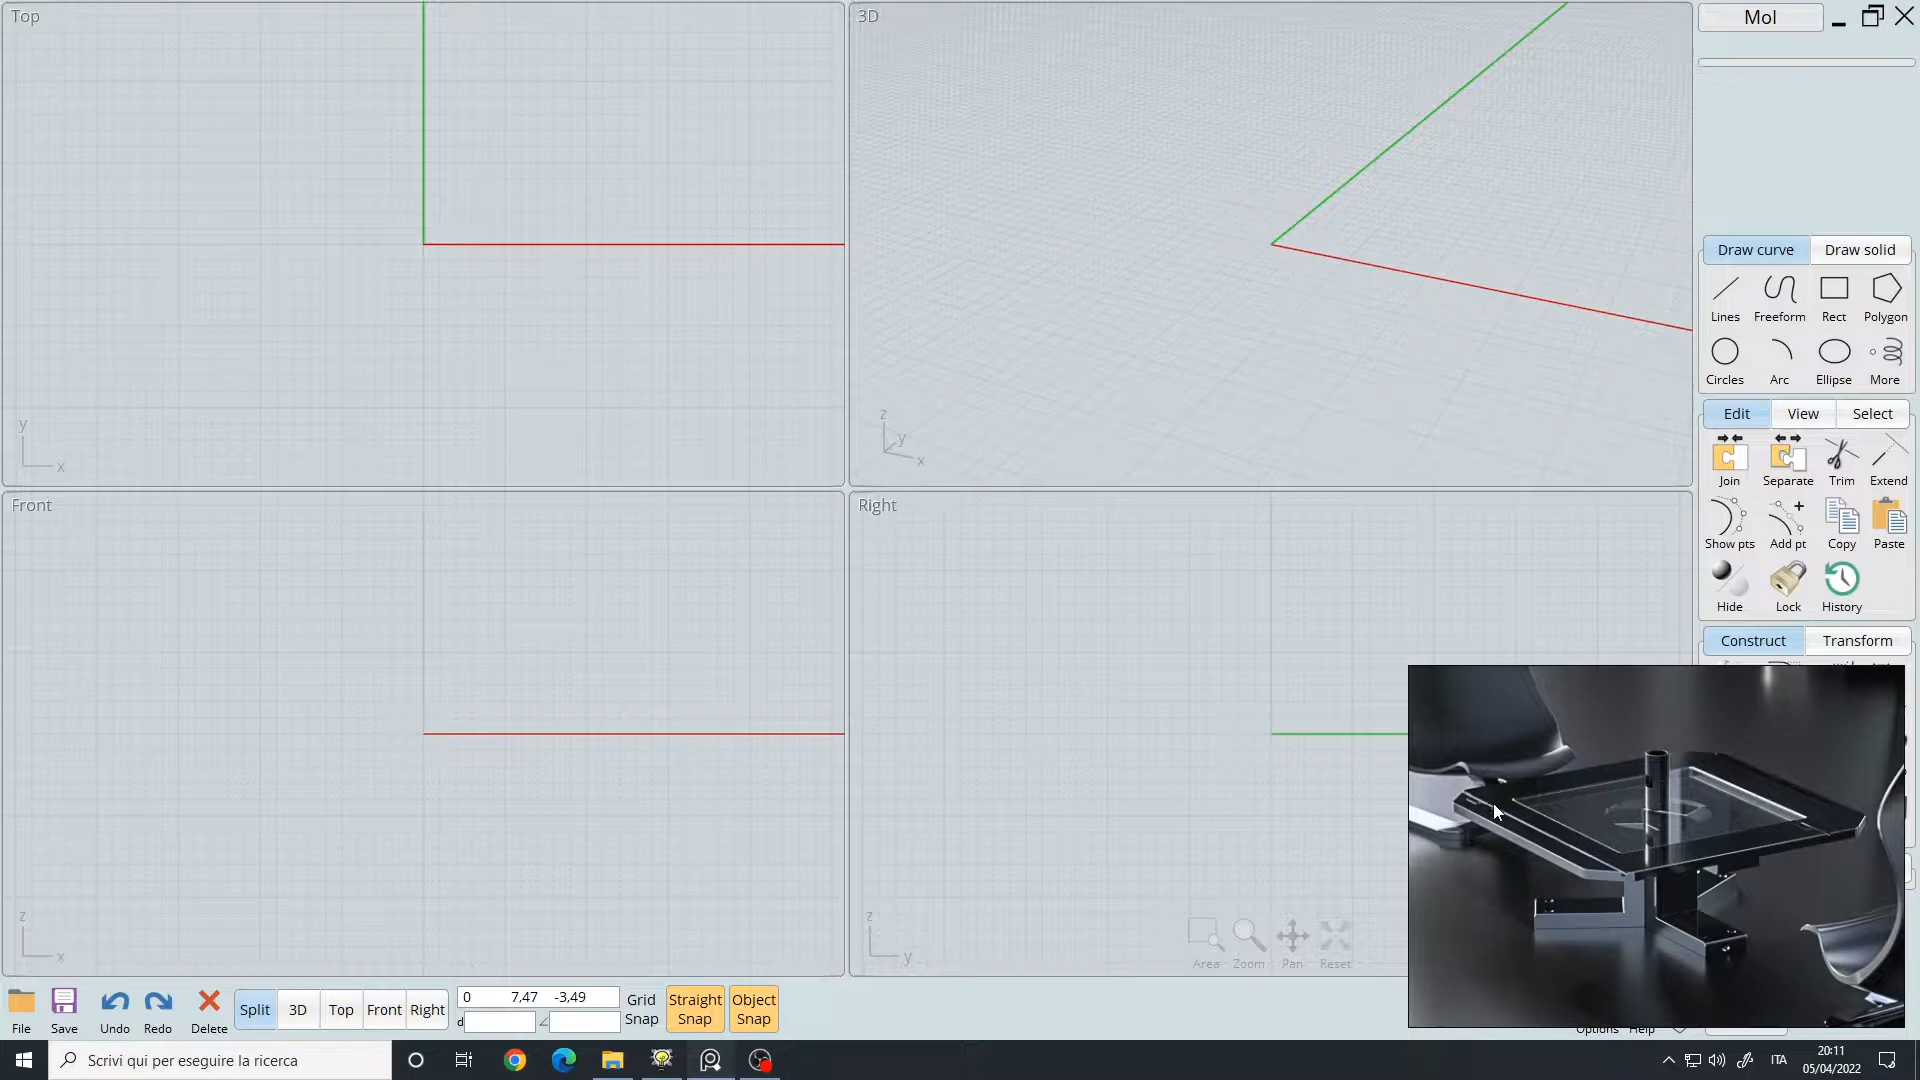 Top
3D
MoI
Draw curve Draw solid
Lines Freeform Rect Polygon
Circles Arc Ellipse More
Edit View Select
y
x
z
y
x
Join Separate Trim Extend
Front
Right
Show pts Add pt Copy Paste
Hide Lock History
Construct Transform
z
x
z
y
Area Zoom Pan Reset
File Save Undo Redo Delete
Split 3D Top Front Right
0 7,47 -3,49
d
Grid Snap
Straight Snap
Object Snap
Options Help
Scrivi qui per eseguire la ricerca
ITA
20:11
05/04/2022